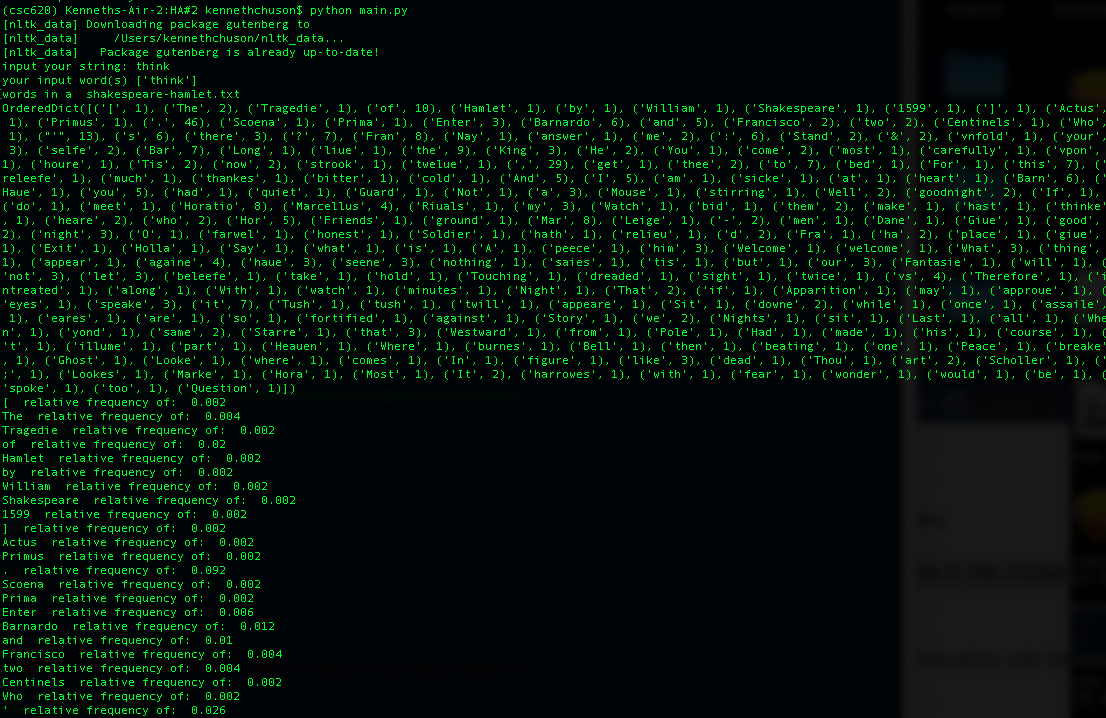 (csc620) Kenneths-Air-2:HA#2 kennethchuson$ python main.py
[nltk_data] Downloading package gutenberg to
[nltk_data]     /Users/kennethchuson/nltk_data...
[nltk_data]   Package gutenberg is already up-to-date!
input your string: think
your input word(s) ['think']
words in a  shakespeare-hamlet.txt
OrderedDict([('[', 1), ('The', 2), ('Tragedie', 1), ('of', 10), ('Hamlet', 1), ('by', 1), ('William', 1), ('Shakespeare', 1), ('1599', 1), (']', 1), ('Actus',
1), ('Primus', 1), ('.', 46), ('Scoena', 1), ('Prima', 1), ('Enter', 3), ('Barnardo', 6), ('and', 5), ('Francisco', 2), ('two', 2), ('Centinels', 1), ('Who',
1), ("'", 13), ('s', 6), ('there', 3), ('?', 7), ('Fran', 8), ('Nay', 1), ('answer', 1), ('me', 2), (':', 6), ('Stand', 2), ('&', 2), ('vnfold', 1), ('your',
3), ('selfe', 2), ('Bar', 7), ('Long', 1), ('liue', 1), ('the', 9), ('King', 3), ('He', 2), ('You', 1), ('come', 2), ('most', 1), ('carefully', 1), ('vpon',
1), ('houre', 1), ('Tis', 2), ('now', 2), ('strook', 1), ('twelue', 1), (',', 29), ('get', 1), ('thee', 2), ('to', 7), ('bed', 1), ('For', 1), ('this', 7), ('
releefe', 1), ('much', 1), ('thankes', 1), ('bitter', 1), ('cold', 1), ('And', 5), ('I', 5), ('am', 1), ('sicke', 1), ('at', 1), ('heart', 1), ('Barn', 6), ('
Haue', 1), ('you', 5), ('had', 1), ('quiet', 1), ('Guard', 1), ('Not', 1), ('a', 3), ('Mouse', 1), ('stirring', 1), ('Well', 2), ('goodnight', 2), ('If', 1),
('do', 1), ('meet', 1), ('Horatio', 8), ('Marcellus', 4), ('Riuals', 1), ('my', 3), ('Watch', 1), ('bid', 1), ('them', 2), ('make', 1), ('hast', 1), ('thinke'
, 1), ('heare', 2), ('who', 2), ('Hor', 5), ('Friends', 1), ('ground', 1), ('Mar', 8), ('Leige', 1), ('-', 2), ('men', 1), ('Dane', 1), ('Giue', 1), ('good'
2), ('night', 3), ('O', 1), ('farwel', 1), ('honest', 1), ('Soldier', 1), ('hath', 1), ('relieu', 1), ('d', 2), ('Fra', 1), ('ha', 2), ('place', 1), ('giue',
1), ('Exit', 1), ('Holla', 1), ('Say', 1), ('what', 1), ('is', 1), ('A', 1), ('peece', 1), ('him', 3), ('Welcome', 1), ('welcome', 1), ('What', 3), ('thing'
1), ('appear', 1), ('againe', 4), ('haue', 3), ('seene', 3), ('nothing', 1), ('saies', 1), ('tis', 1), ('but', 1), ('our', 3), ('Fantasie', 1), ('will', 1), (
'not', 3), ('let', 3), ('beleefe', 1), ('take', 1), ('hold', 1), ('Touching', 1), ('dreaded', 1), ('sight', 1), ('twice', 1), ('vs', 4), ('Therefore', 1), ('i
ntreated', 1), ('along', 1), ('With', 1), ('watch', 1), ('minutes', 1), ('Night', 1), ('That', 2), ('if', 1), ('Apparition', 1), ('may', 1), ('approue', 1), (
'eyes', 1), ('speake', 3), ('it', 7), ('Tush', 1), ('tush', 1), ('twill', 1), ('appeare', 1), ('Sit', 1), ('downe', 2), ('while', 1), ('once', 1), ('assaile',
1), ('eares', 1), ('are', 1), ('so', 1), ('fortified', 1), ('against', 1), ('Story', 1), ('we', 2), ('Nights', 1), ('sit', 1), ('Last', 1), ('all', 1), ('Whe
n', 1), ('yond', 1), ('same', 2), ('Starre', 1), ('that', 3), ('Westward', 1), ('from', 1), ('Pole', 1), ('Had', 1), ('made', 1), ('his', 1), ('course', 1), (
't', 1), ('illume', 1), ('part', 1), ('Heauen', 1), ('Where', 1), ('burnes', 1), ('Bell', 1), ('then', 1), ('beating', 1), ('one', 1), ('Peace', 1), ('breake'
, 1), ('Ghost', 1), ('Looke', 1), ('where', 1), ('comes', 1), ('In', 1), ('figure', 1), ('like', 3), ('dead', 1), ('Thou', 1), ('art', 2), ('Scholler', 1), ('
;', 1), ('Lookes', 1), ('Marke', 1), ('Hora', 1), ('Most', 1), ('It', 2), ('harrowes', 1), ('with', 1), ('fear', 1), ('wonder', 1), ('would', 1), ('be', 1), (
'spoke', 1), ('too', 1), ('Question', 1)])
[  relative frequency of:  0.002
The  relative frequency of:  0.004
Tragedie  relative frequency of:  0.002
of  relative frequency of:  0.02
Hamlet  relative frequency of:  0.002
by  relative frequency of:  0.002
William  relative frequency of:  0.002
Shakespeare  relative frequency of:  0.002
1599  relative frequency of:  0.002
]  relative frequency of:  0.002
Actus  relative frequency of:  0.002
Primus  relative frequency of:  0.002
.  relative frequency of:  0.092
Scoena  relative frequency of:  0.002
Prima  relative frequency of:  0.002
Enter  relative frequency of:  0.006
Barnardo  relative frequency of:  0.012
and  relative frequency of:  0.01
Francisco  relative frequency of:  0.004
two  relative frequency of:  0.004
Centinels  relative frequency of:  0.002
Who  relative frequency of:  0.002
'  relative frequency of:  0.026